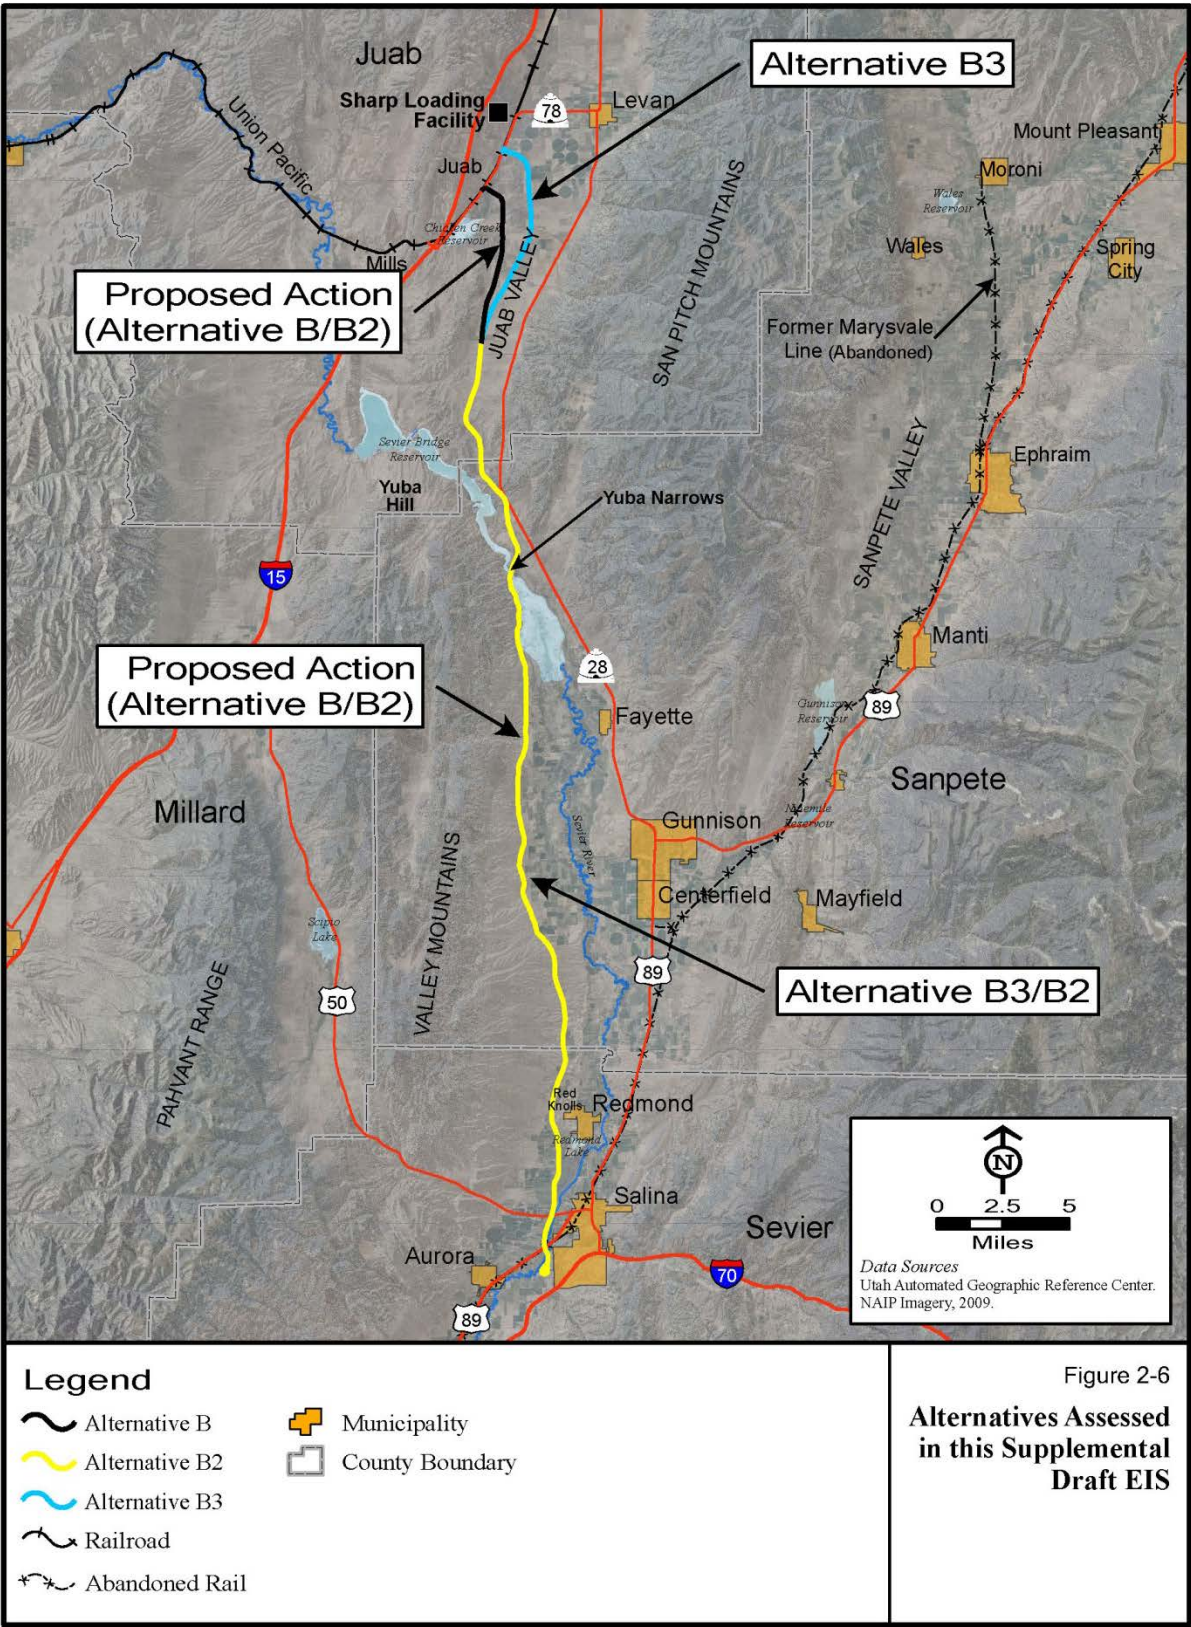 Juab
Alternative B3
Sharp Loading
Facility
78
Levan
Union Pacific
Juab
Mount Pleasant
Moroni
Wales
Reservoir
Chicken Creek
Reservoir
Wales
Spring
City
Mills
JUAB VALLEY
SAN PITCH MOUNTAINS
Proposed Action
(Alternative B/B2)
Former Marysvale
Line (Abandoned)
Sevier Bridge
Reservoir
Ephraim
Yuba
Hill
Yuba Narrows
SANPETE VALLEY
15
Manti
Proposed Action
(Alternative B/B2)
28
Gunnison
Reservoir
89
Fayette
Sanpete
Millard
Gunnison
Ninemile
Reservoir
Sevier River
VALLEY MOUNTAINS
Centerfield
Mayfield
Scipio
Lake
89
Alternative B3/B2
50
PAHVANT RANGE
Red
Knolls
Redmond
Redmond
Lake
Salina
Sevier
Aurora
70
89
N
0 2.5 5
Miles
Data Sources
Utah Automated Geographic Reference Center.
NAIP Imagery, 2009.
Legend
Alternative B
Alternative B2
Alternative B3
Railroad
Abandoned Rail
Municipality
County Boundary
Figure 2-6
Alternatives Assessed
in this Supplemental
Draft EIS